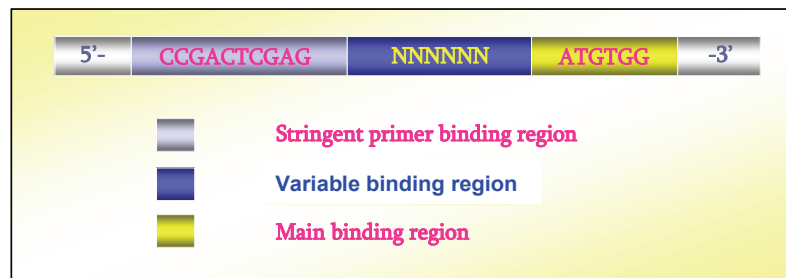 5’- CCGACTCGAG NNNNNN ATGTGG -3’
Stringent primer binding region
Variable binding region
Main binding region